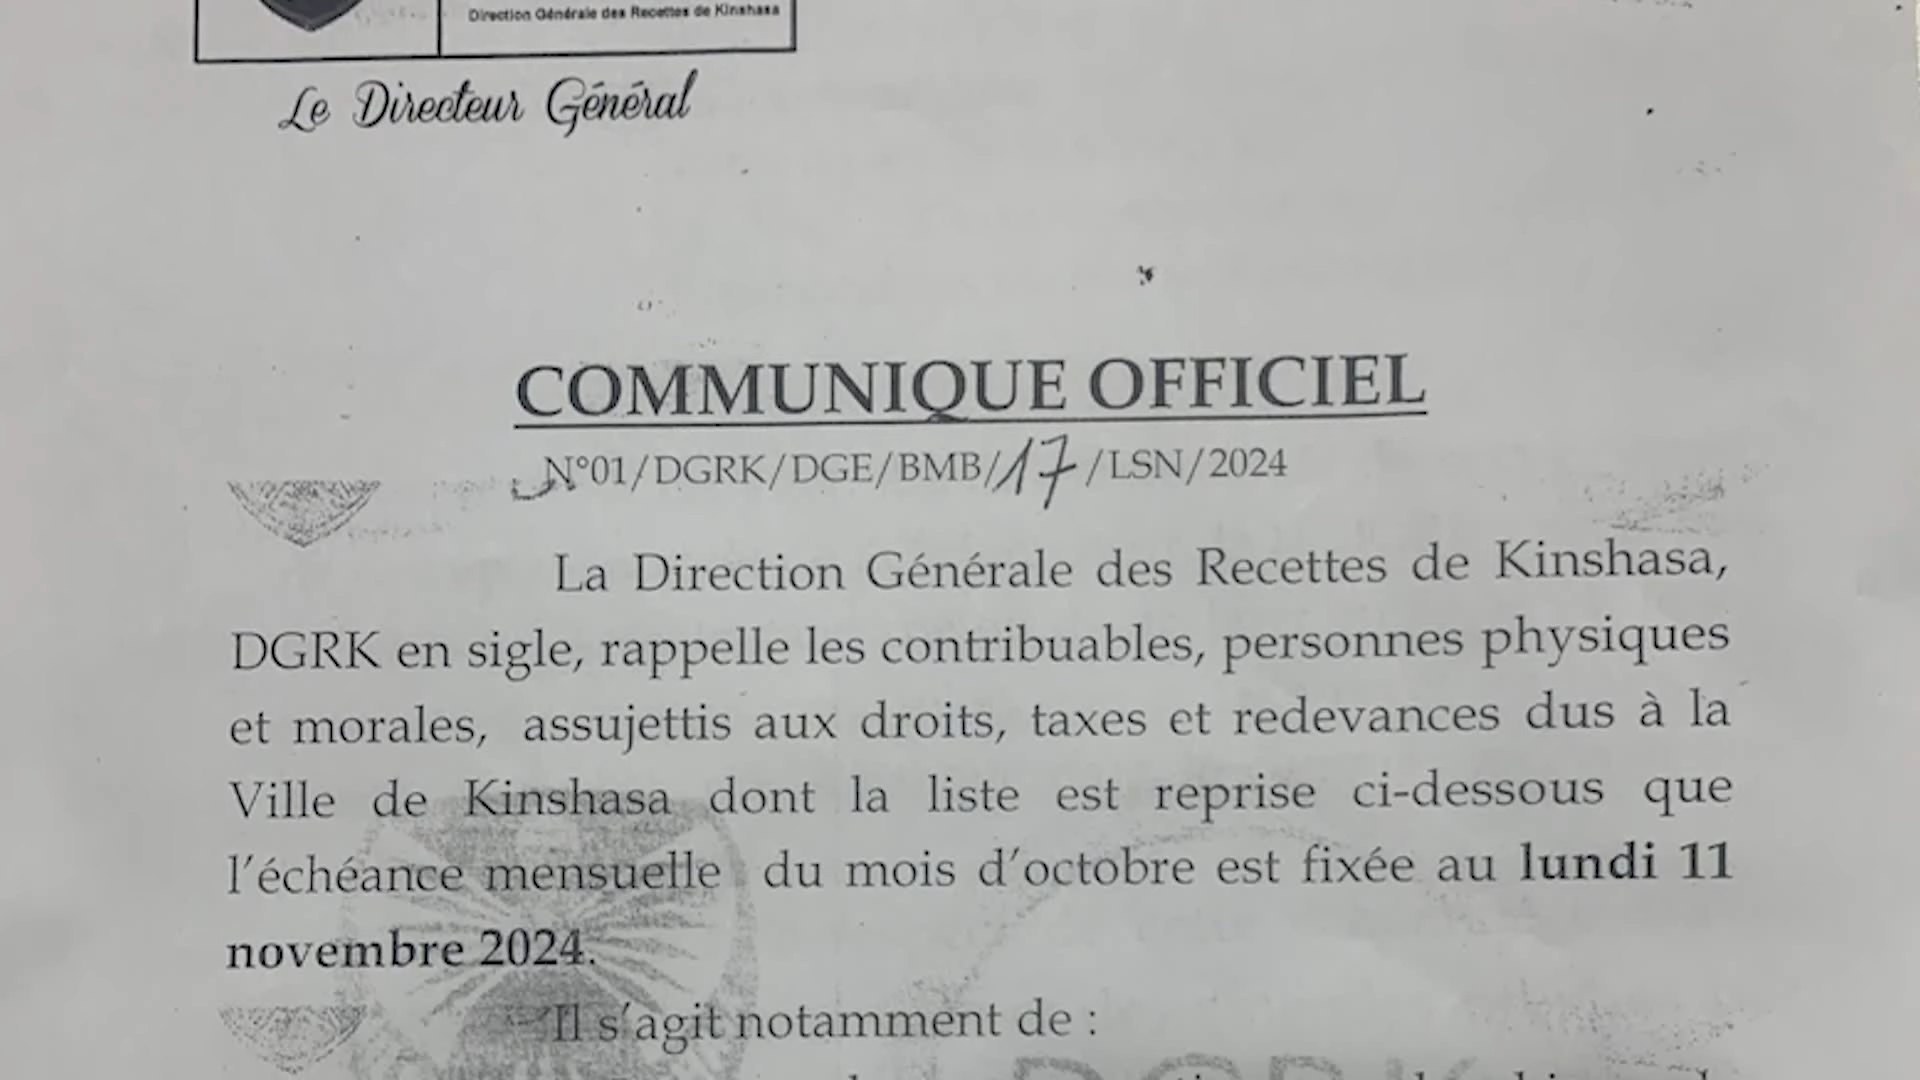 Direction Générale des Recettes de Kinshasa
Le Directeur Général
COMMUNIQUE OFFICIEL
N°01/DGRK/DGE/BMB/17/LSN/2024
La Direction Générale des Recettes de Kinshasa,
DGRK en sigle, rappelle les contribuables, personnes physiques
et morales, assujettis aux droits, taxes et redevances dus à la
Ville de Kinshasa dont la liste est reprise ci-dessous que
l'échéance mensuelle du mois d'octobre est fixée au lundi 11
novembre 2024.
Il s'agit notamment de :